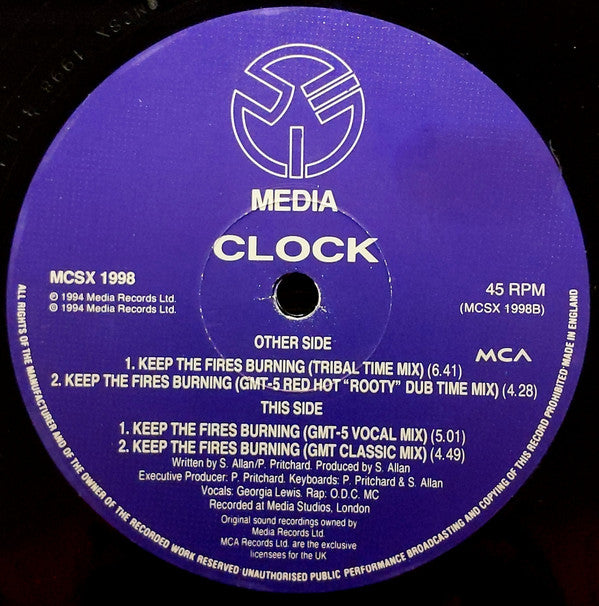 MEDIA
CLOCK
MCSX 1998
℗ 1994 Media Records Ltd.
© 1994 Media Records Ltd.
45 RPM
(MCSX 1998B)
OTHER SIDE
MCA
1. KEEP THE FIRES BURNING (TRIBAL TIME MIX) (6.41)
2. KEEP THE FIRES BURNING (GMT-5 RED HOT "ROOTY" DUB TIME MIX) (4.28)
THIS SIDE
1. KEEP THE FIRES BURNING (GMT-5 VOCAL MIX) (5.01)
2. KEEP THE FIRES BURNING (GMT CLASSIC MIX) (4.49)
Written by S. Allan/P. Pritchard. Produced by S. Allan
Executive Producer: P. Pritchard. Keyboards: P. Pritchard & S. Allan
Vocals: Georgia Lewis. Rap: O.D.C. MC
Recorded at Media Studios, London
Original sound recordings owned by
Media Records Ltd.
MCA Records Ltd. are the exclusive
licensees for the UK
ALL RIGHTS OF THE MANUFACTURER AND OF THE OWNER OF THE RECORDED WORK RESERVED UNAUTHORISED PUBLIC PERFORMANCE BROADCASTING AND COPYING OF THIS RECORD PROHIBITED·MADE IN ENGLAND